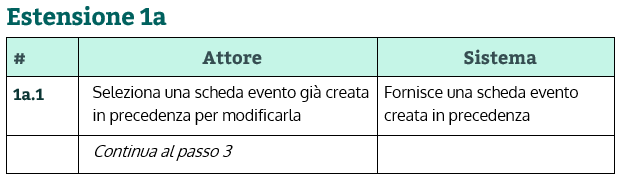 Estensione 1a
# Attore Sistema
1a.1 Seleziona una scheda evento già creata Fornisce una scheda evento
in precedenza per modificarla creata in precedenza
Continua al passo 3